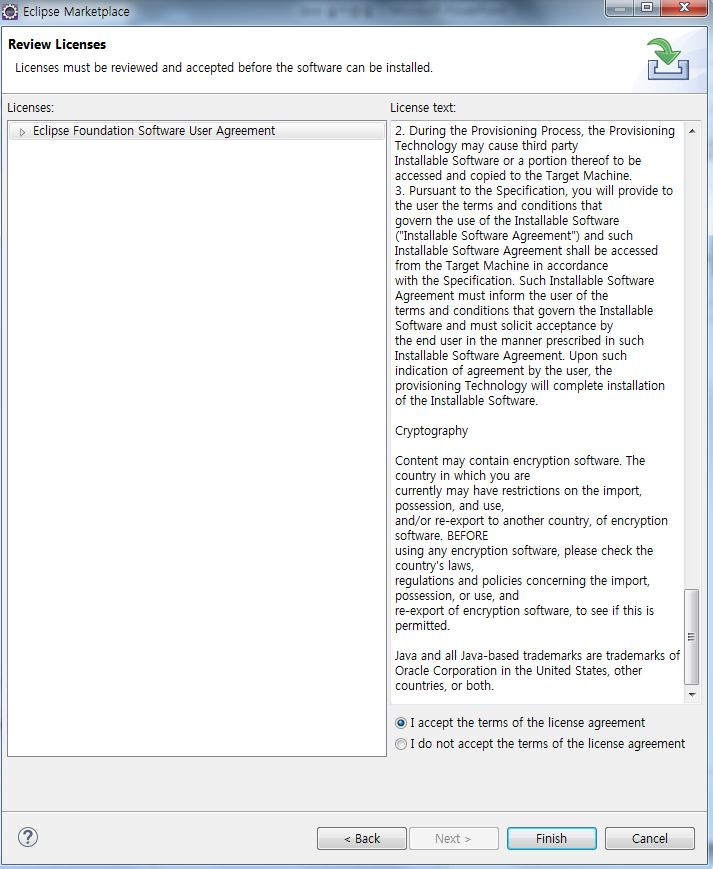 Eclipse Marketplace
Review Licenses
Licenses must be reviewed and accepted before the software can be installed.
Licenses:
Eclipse Foundation Software User Agreement
License text:
2. During the Provisioning Process, the Provisioning
Technology may cause third party
Installable Software or a portion thereof to be
accessed and copied to the Target Machine.
3. Pursuant to the Specification, you will provide to
the user the terms and conditions that
govern the use of the Installable Software
("Installable Software Agreement") and such
Installable Software Agreement shall be accessed
from the Target Machine in accordance
with the Specification. Such Installable Software
Agreement must inform the user of the
terms and conditions that govern the Installable
Software and must solicit acceptance by
the end user in the manner prescribed in such
Installable Software Agreement. Upon such
indication of agreement by the user, the
provisioning Technology will complete installation
of the Installable Software.
Cryptography
Content may contain encryption software. The
country in which you are
currently may have restrictions on the import,
possession, and use,
and/or re-export to another country, of encryption
software. BEFORE
using any encryption software, please check the
country's laws,
regulations and policies concerning the import,
possession, or use, and
re-export of encryption software, to see if this is
permitted.
Java and all Java-based trademarks are trademarks of
Oracle Corporation in the United States, other
countries, or both.
I accept the terms of the license agreement
I do not accept the terms of the license agreement
? < Back Next > Finish Cancel